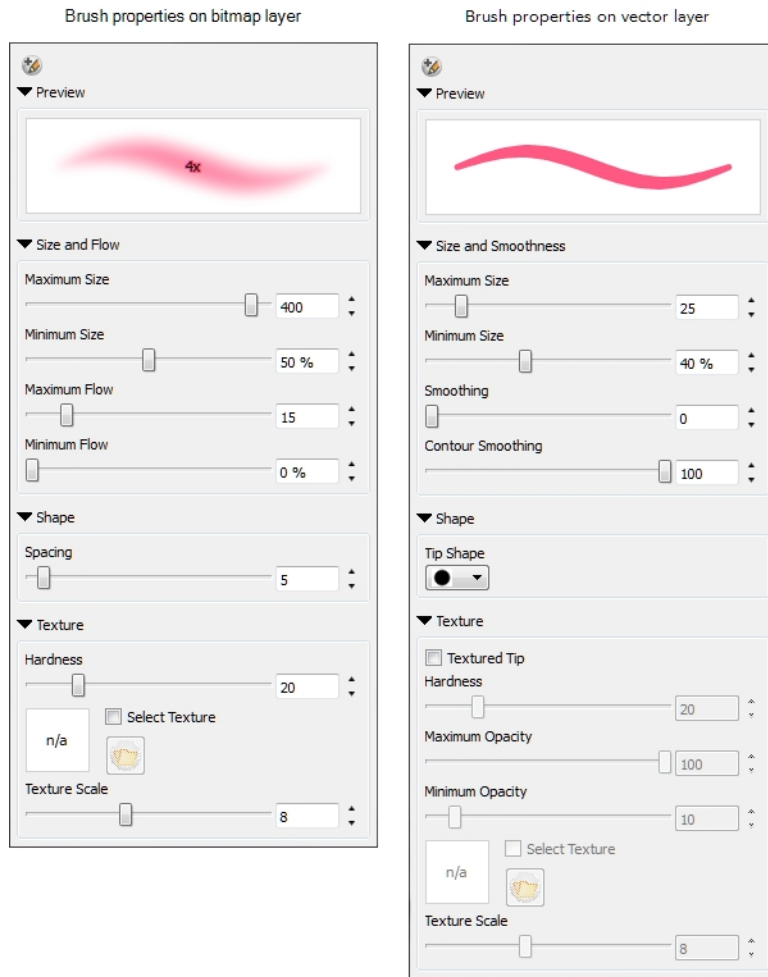 Brush properties on bitmap layer
Preview
4x
Size and Flow
Maximum Size
400
Minimum Size
50 %
Maximum Flow
15
Minimum Flow
0 %
Shape
Spacing
5
Texture
Hardness
20
n/a
Select Texture
Texture Scale
8
Brush properties on vector layer
Preview
Size and Smoothness
Maximum Size
25
Minimum Size
40 %
Smoothing
0
Contour Smoothing
100
Shape
Tip Shape
Texture
Textured Tip
Hardness
20
Maximum Opacity
100
Minimum Opacity
10
n/a
Select Texture
Texture Scale
8